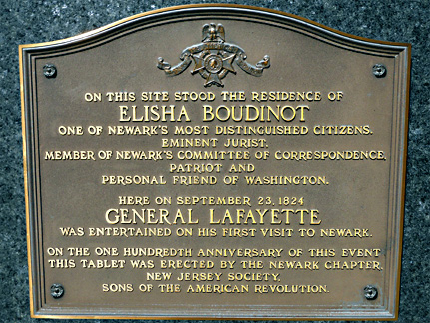 ON THIS SITE STOOD THE RESIDENCE OF
ELISHA BOUDINOT
ONE OF NEWARK'S MOST DISTINGUISHED CITIZENS.
EMINENT JURIST.
MEMBER OF NEWARK'S COMMITTEE OF CORRESPONDENCE.
PATRIOT AND
PERSONAL FRIEND OF WASHINGTON.
HERE ON SEPTEMBER 23, 1824
GENERAL LAFAYETTE
WAS ENTERTAINED ON HIS FIRST VISIT TO NEWARK.
ON THE ONE HUNDREDTH ANNIVERSARY OF THIS EVENT
THIS TABLET WAS ERECTED BY THE NEWARK CHAPTER,
NEW JERSEY SOCIETY,
SONS OF THE AMERICAN REVOLUTION.